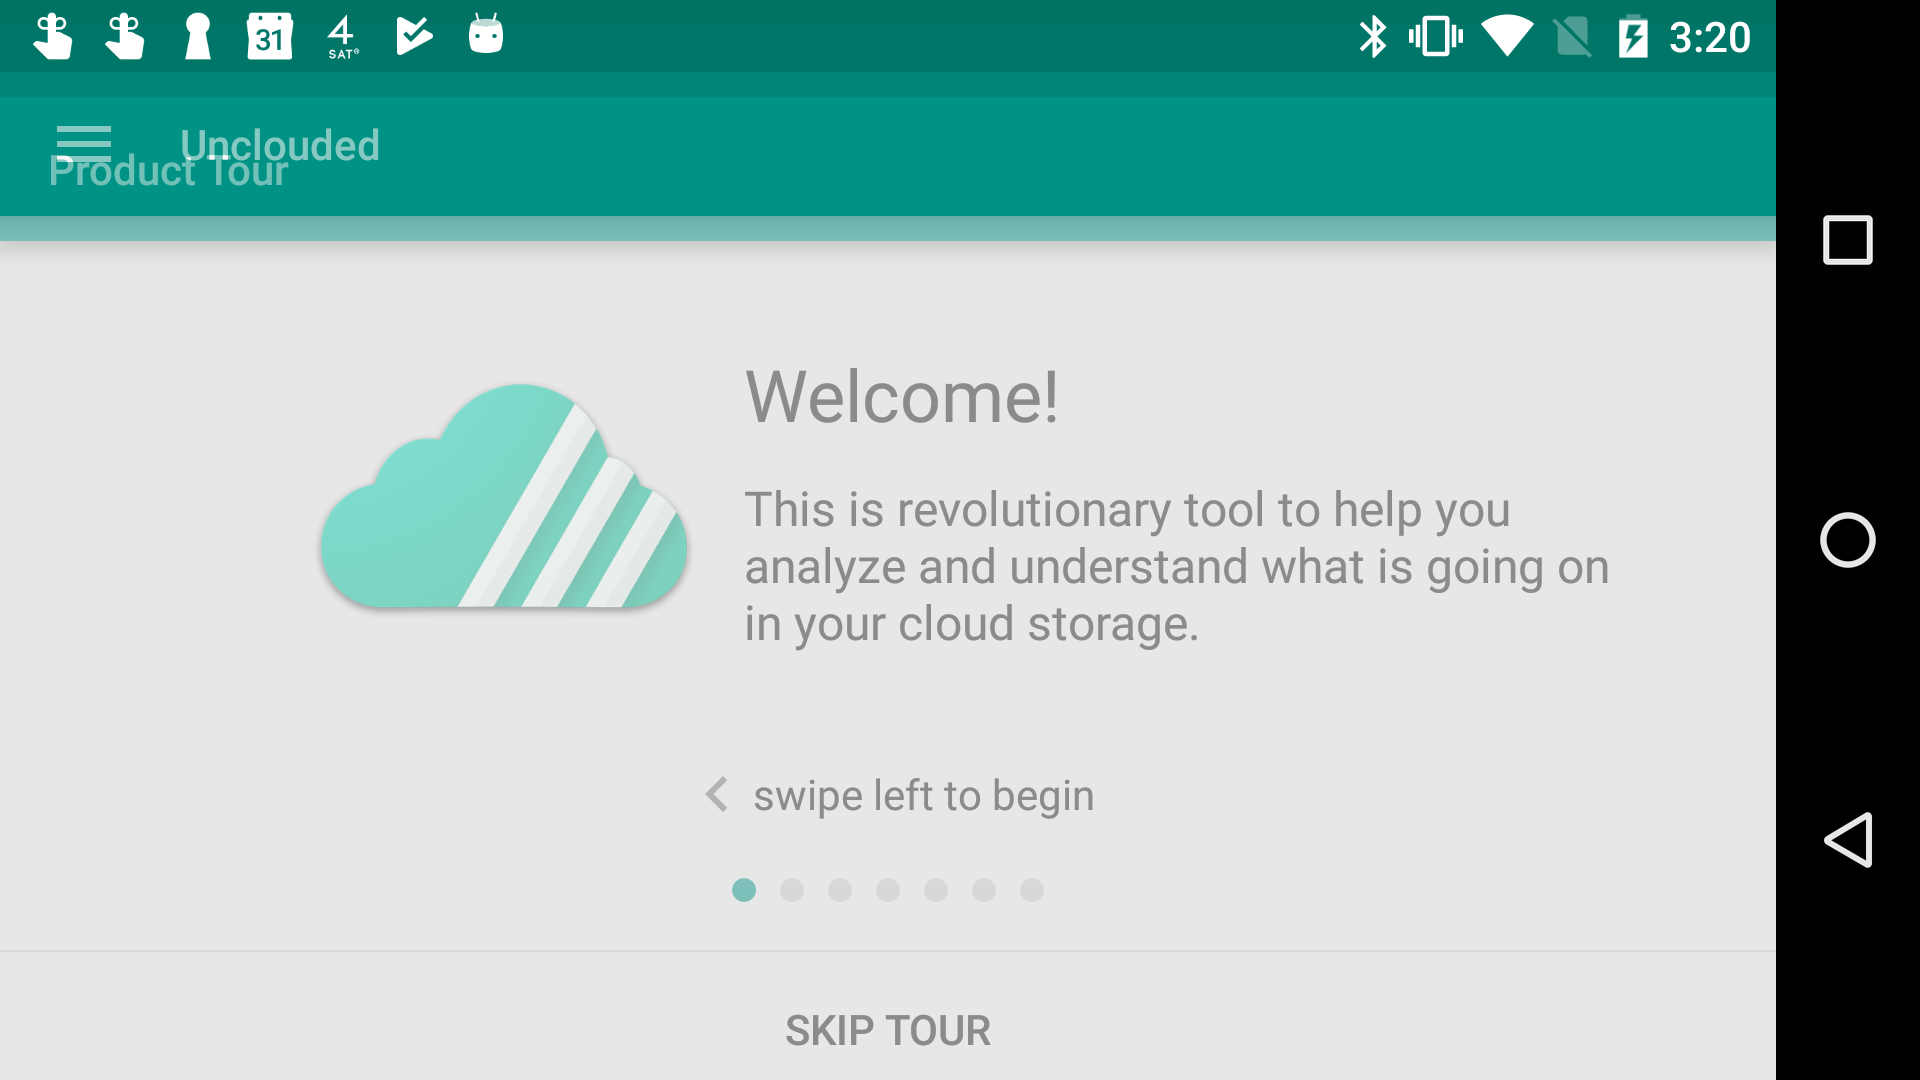 31
4
SAT®
3:20
Unclouded
Product Tour
Welcome!
This is revolutionary tool to help you
analyze and understand what is going on
in your cloud storage.
swipe left to begin
SKIP TOUR